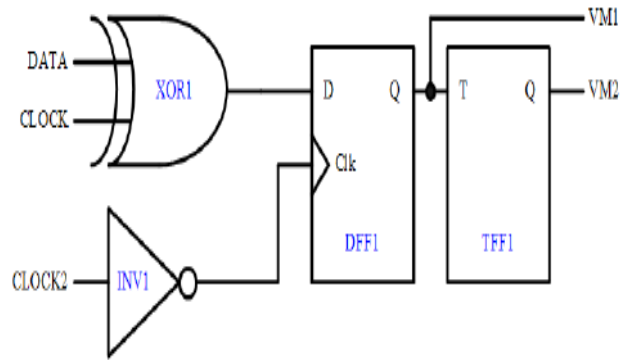 VM1
DATA
XOR1
D
Q
T
Q
VM2
CLOCK
Clk
DFF1
TFF1
CLOCK2
INV1